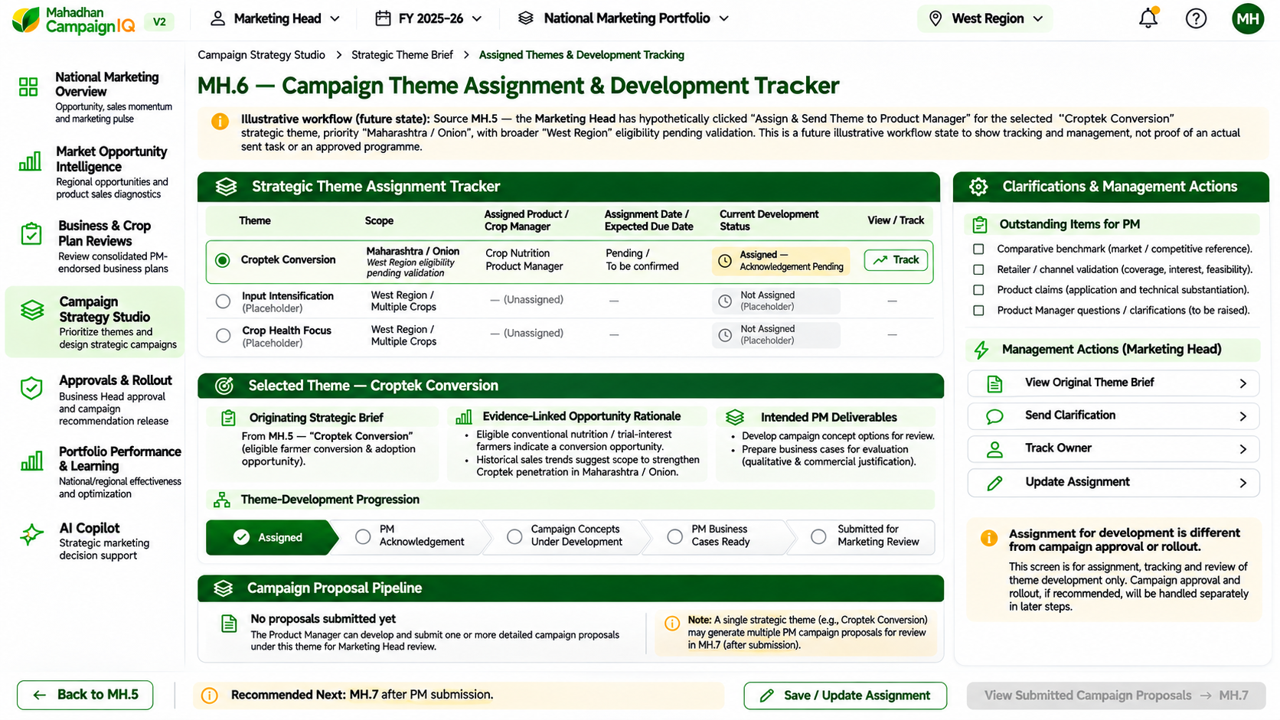 Mahadhan
CampaignIQ
V2
Marketing Head
FY 2025-26
National Marketing Portfolio
West Region
MH
National Marketing
Overview
Opportunity, sales momentum
and marketing pulse
Market Opportunity
Intelligence
Regional opportunities and
product sales diagnostics
Business & Crop
Plan Reviews
Review consolidated PM-
endorsed business plans
Campaign
Strategy Studio
Prioritize themes and
design strategic campaigns
Approvals & Rollout
Business Head approval
and campaign
recommendation release
Portfolio Performance
& Learning
National/regional effectiveness
and optimization
AI Copilot
Strategic marketing
decision support
Campaign Strategy Studio > Strategic Theme Brief > Assigned Themes & Development Tracking
MH.6 — Campaign Theme Assignment & Development Tracker
Illustrative workflow (future state): Source MH.5 — the Marketing Head has hypothetically clicked "Assign & Send Theme to Product Manager" for the selected "Croptek Conversion"
strategic theme, priority "Maharashtra / Onion", with broader "West Region" eligibility pending validation. This is a future illustrative workflow state to show tracking and management, not proof of an actual
sent task or an approved programme.
Strategic Theme Assignment Tracker
Theme
Scope
Assigned Product /
Crop Manager
Assignment Date /
Expected Due Date
Current Development
Status
View / Track
Croptek Conversion
Maharashtra / Onion
West Region eligibility
pending validation
Crop Nutrition
Product Manager
Pending /
To be confirmed
Assigned —
Acknowledgement Pending
Track
Input Intensification
(Placeholder)
West Region /
Multiple Crops
— (Unassigned)
—
Not Assigned
(Placeholder)
—
Crop Health Focus
(Placeholder)
West Region /
Multiple Crops
— (Unassigned)
—
Not Assigned
(Placeholder)
—
Selected Theme — Croptek Conversion
Originating Strategic Brief
From MH.5 — "Croptek Conversion"
(eligible farmer conversion & adoption
opportunity).
Evidence-Linked Opportunity Rationale
• Eligible conventional nutrition / trial-interest
farmers indicate a conversion opportunity.
• Historical sales trends suggest scope to strengthen
Croptek penetration in Maharashtra / Onion.
Intended PM Deliverables
• Develop campaign concept options for review.
• Prepare business cases for evaluation
(qualitative & commercial justification).
Theme-Development Progression
Assigned
PM
Acknowledgement
Campaign Concepts
Under Development
PM Business
Cases Ready
Submitted for
Marketing Review
Campaign Proposal Pipeline
No proposals submitted yet
The Product Manager can develop and submit one or more detailed campaign proposals
under this theme for Marketing Head review.
Note: A single strategic theme (e.g., Croptek Conversion)
may generate multiple PM campaign proposals for review
in MH.7 (after submission).
Clarifications & Management Actions
Outstanding Items for PM
Comparative benchmark (market / competitive reference).
Retailer / channel validation (coverage, interest, feasibility).
Product claims (application and technical substantiation).
Product Manager questions / clarifications (to be raised).
Management Actions (Marketing Head)
View Original Theme Brief
Send Clarification
Track Owner
Update Assignment
Assignment for development is different
from campaign approval or rollout.
This screen is for assignment, tracking and review of
theme development only. Campaign approval and
rollout, if recommended, will be handled separately
in later steps.
← Back to MH.5
Recommended Next: MH.7 after PM submission.
Save / Update Assignment
View Submitted Campaign Proposals → MH.7